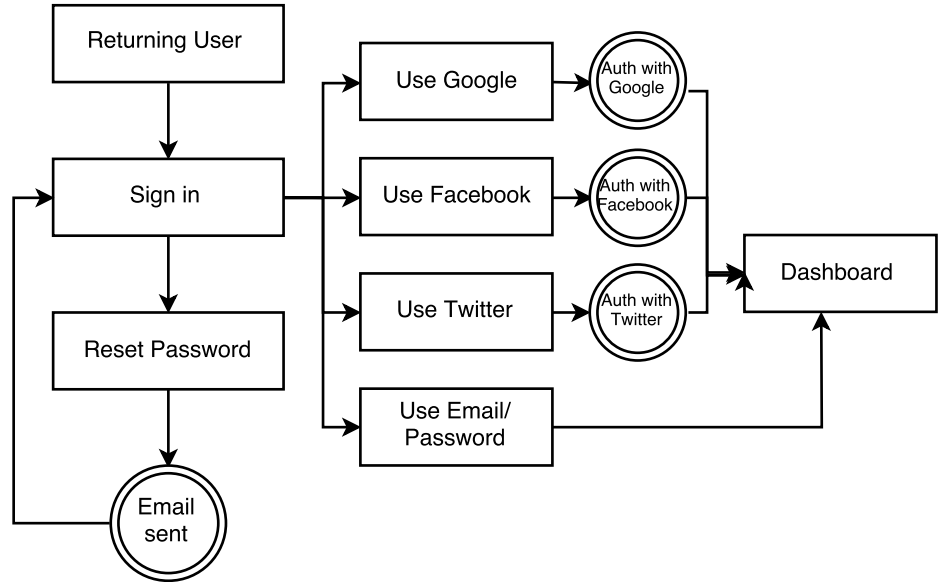 Returning User
Sign in
Reset Password
Email
sent
Use Google
Use Facebook
Use Twitter
Use Email/
Password
Auth with
Google
Auth with
Facebook
Auth with
Twitter
Dashboard